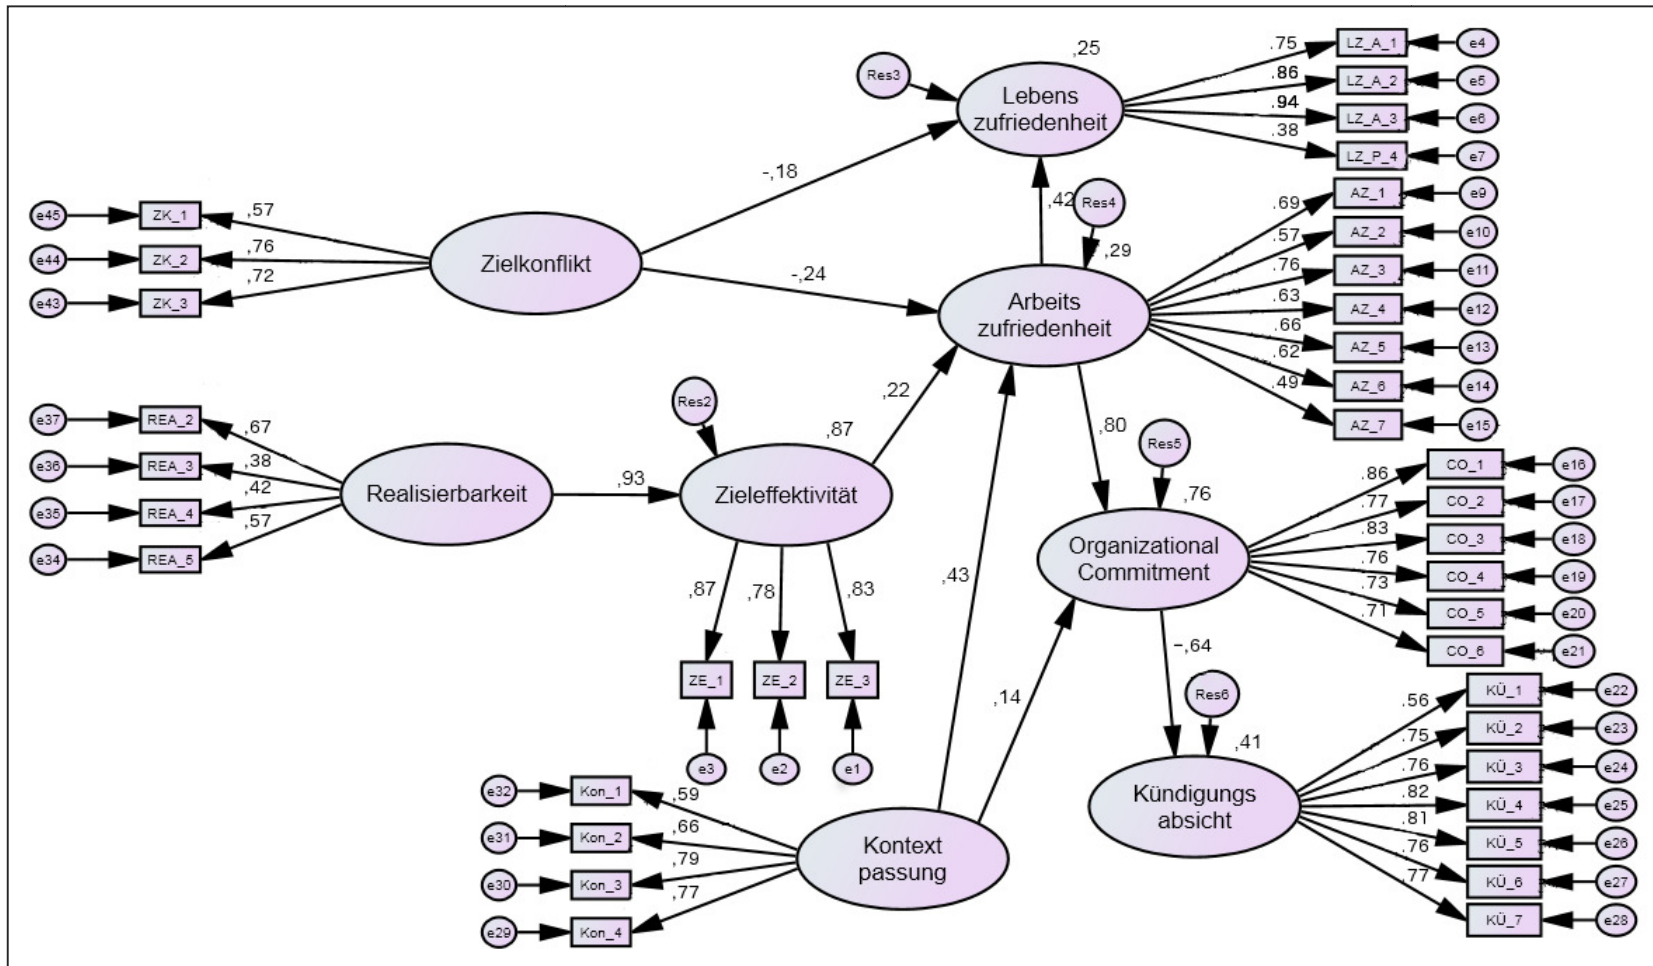 ,25
.75
LZ_A_1
e4
Res3
Lebens
zufriedenheit
.86
LZ_A_2
e5
.94
LZ_A_3
e6
.38
LZ_P_4
e7
-,18
,42
Res4
,29
.69
AZ_1
e9
.57
AZ_2
e10
.76
AZ_3
e11
.63
AZ_4
e12
.66
AZ_5
e13
.62
AZ_6
e14
.49
AZ_7
e15
e45
ZK_1
,57
e44
ZK_2
,76
e43
ZK_3
,72
Zielkonflikt
-,24
Arbeits
zufriedenheit
e37
REA_2
,67
e36
REA_3
,38
e35
REA_4
,42
e34
REA_5
,57
Realisierbarkeit
,93
Res2
,87
Zieleffektivität
,22
,80
Res5
,76
Organizational
Commitment
.86
CO_1
e16
.77
CO_2
e17
.83
CO_3
e18
.76
CO_4
e19
.73
CO_5
e20
.71
CO_6
e21
,87
,78
,83
ZE_1
ZE_2
ZE_3
e3
e2
e1
,43
,14
-,64
Res6
,41
Kündigungs
absicht
.56
KÜ_1
e22
.75
KÜ_2
e23
.76
KÜ_3
e24
.82
KÜ_4
e25
.81
KÜ_5
e26
.76
KÜ_6
e27
.77
KÜ_7
e28
e32
Kon_1
,59
e31
Kon_2
,66
e30
Kon_3
,79
e29
Kon_4
,77
Kontext
passung